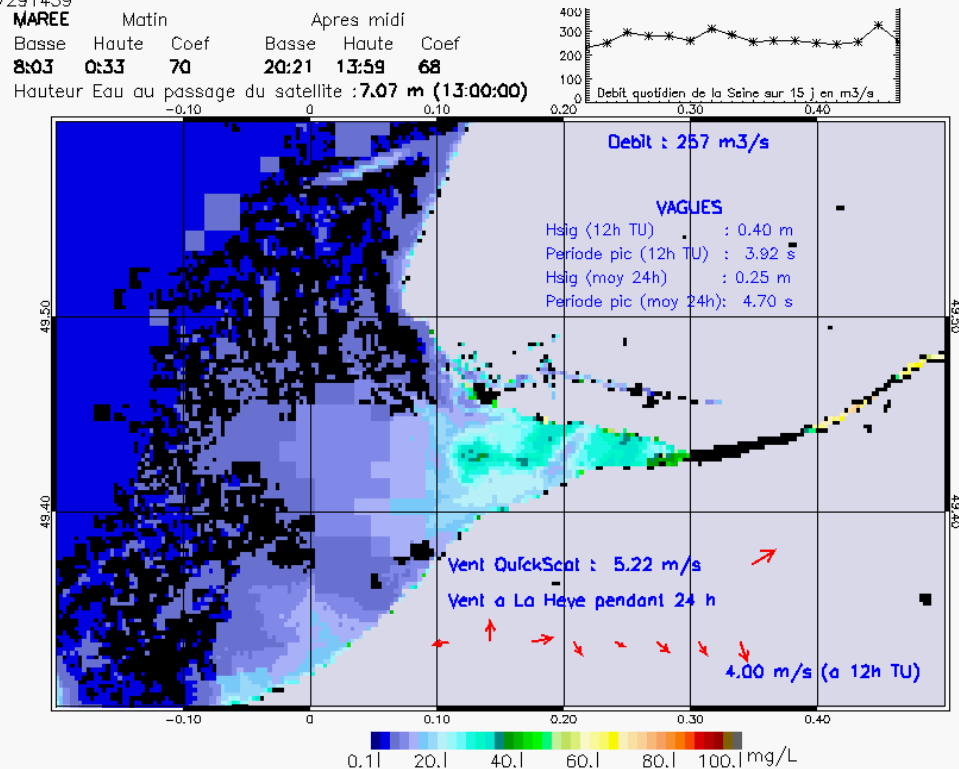 MAREE Matin Apres midi
Basse Haute Coef Basse Haute Coef
8:03 0:33 70 20:21 13:59 68
Hauteur Eau au passage du satellite :7.07 m (13:00:00)
400
300
200
100
0
Debit quotidien de la Seine sur 15 j en m3/s
-0.10 0 0.10 0.20 0.30 0.40
Debit : 257 m3/s
VAGUES
Hsig (12h TU) : 0.40 m
Periode pic (12h TU) : 3.92 s
Hsig (moy 24h) : 0.25 m
Periode pic (moy 24h): 4.70 s
49.50 49.50
49.40 49.40
Vent QuickScat : 5.22 m/s
Vent a La Heve pendant 24 h
4.00 m/s (a 12h TU)
-0.10 0 0.10 0.20 0.30 0.40
0.1| 20.| 40.| 60.| 80.| 100.| mg/L